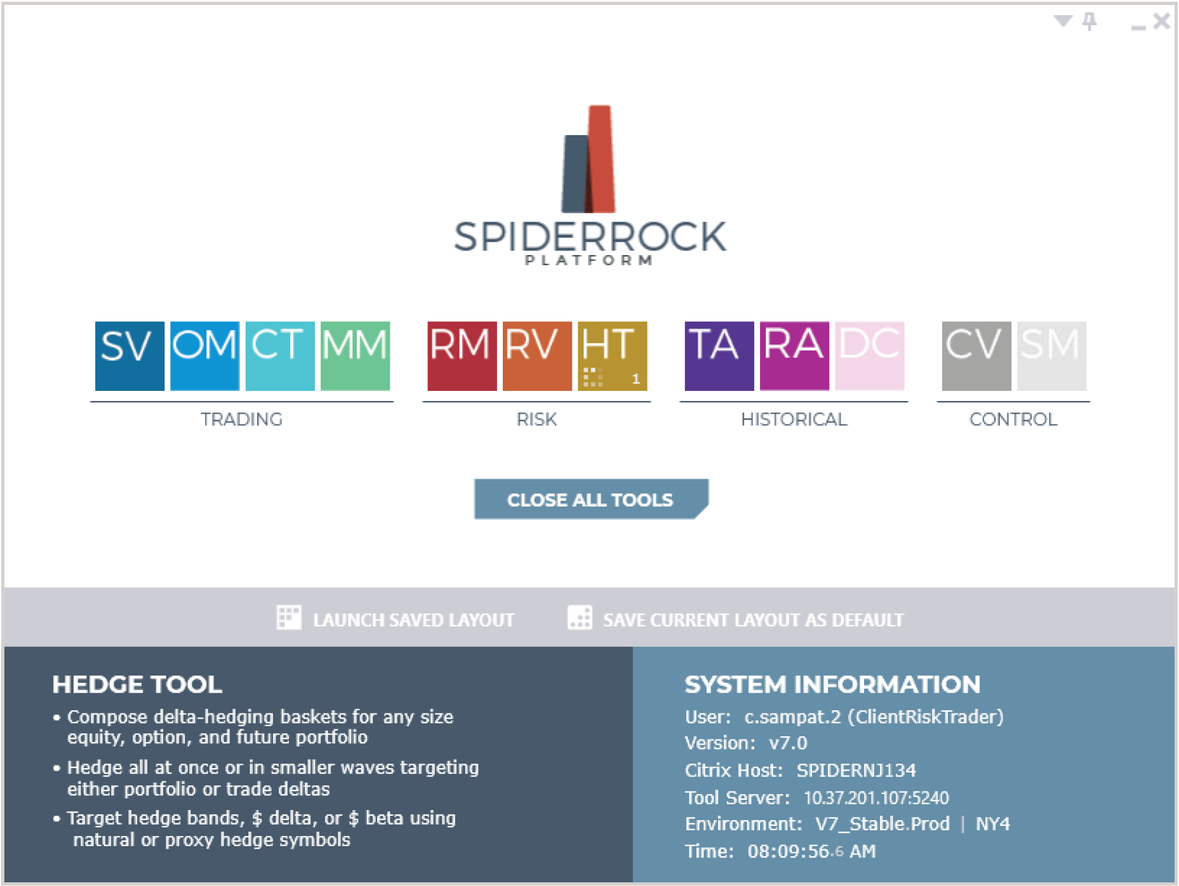 SPIDERROCK
PLATFORM
SV OM CT MM RM RV HT TA RA DC CV SM
1
TRADING RISK HISTORICAL CONTROL
CLOSE ALL TOOLS
LAUNCH SAVED LAYOUT SAVE CURRENT LAYOUT AS DEFAULT
HEDGE TOOL
• Compose delta-hedging baskets for any size
equity, option, and future portfolio
• Hedge all at once or in smaller waves targeting
either portfolio or trade deltas
• Target hedge bands, $ delta, or $ beta using
natural or proxy hedge symbols
SYSTEM INFORMATION
User: c.sampat.2 (ClientRiskTrader)
Version: v7.0
Citrix Host: SPIDERNJ134
Tool Server: 10.37.201.107:5240
Environment: V7_Stable.Prod | NY4
Time: 08:09:56.6 AM